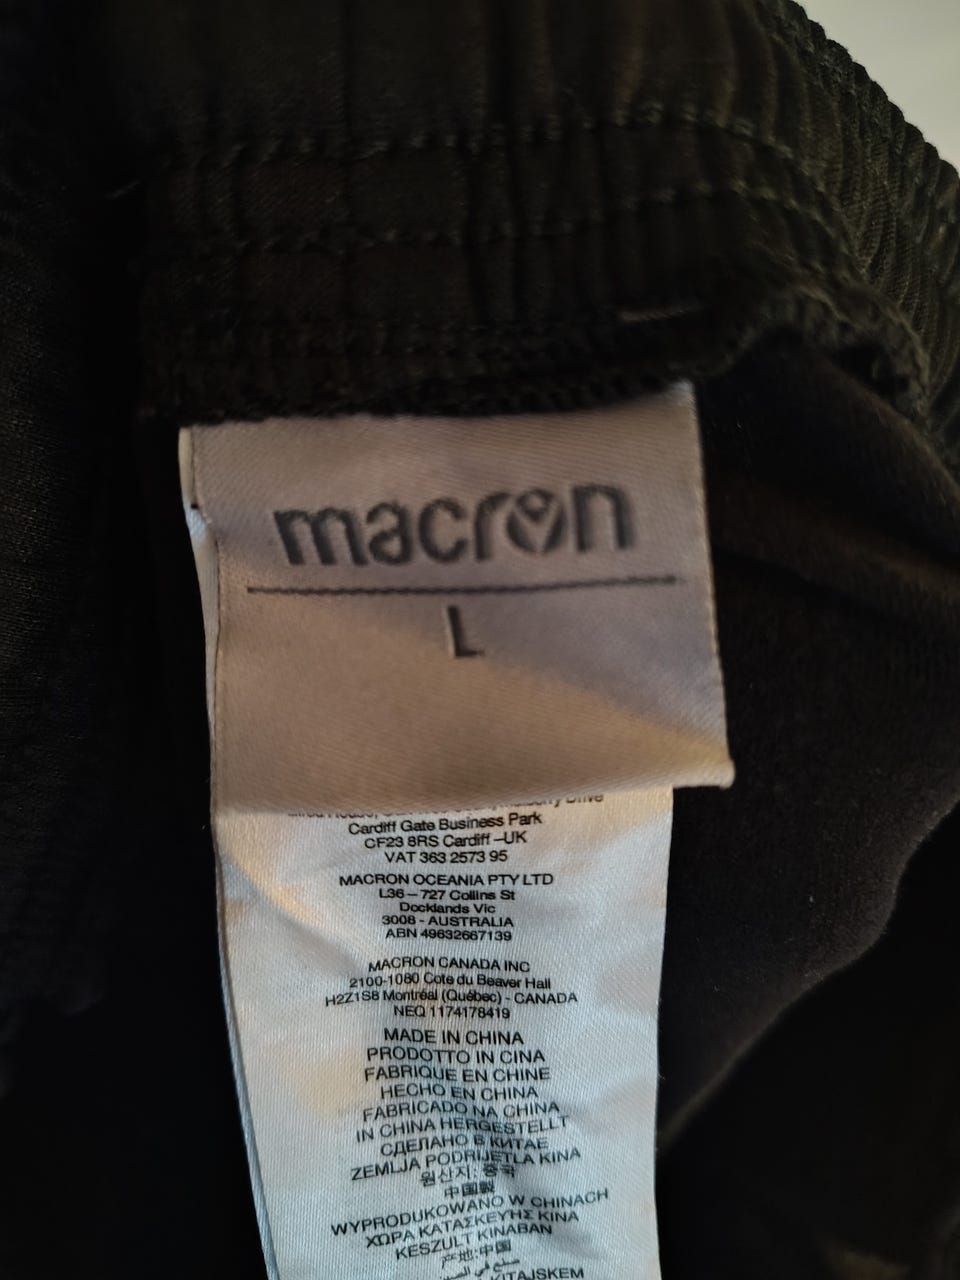 macron
L
Cardiff Gate Business Park
CF23 8RS Cardiff –UK
VAT 363 2573 95
MACRON OCEANIA PTY LTD
L36 – 727 Collins St
Docklands Vic
3008 - AUSTRALIA
ABN 49632667139
MACRON CANADA INC
2100-1080 Cote du Beaver Hall
H2Z1S8 Montréal (Québec) - CANADA
NEQ 1174178419
MADE IN CHINA
PRODOTTO IN CINA
FABRIQUE EN CHINE
HECHO EN CHINA
FABRICADO NA CHINA
IN CHINA HERGESTELLT
СДЕЛАНО В КИТАЕ
ZEMLJA PODRIJETLA KINA
원산지: 중국
中国製
WYPRODUKOWANO W CHINACH
ΧΩΡΑ ΚΑΤΑΣΚΕΥΗΣ ΚΙΝΑ
KESZULT KINABAN
产地:中国
صنع في الصين
KITAJSKEM